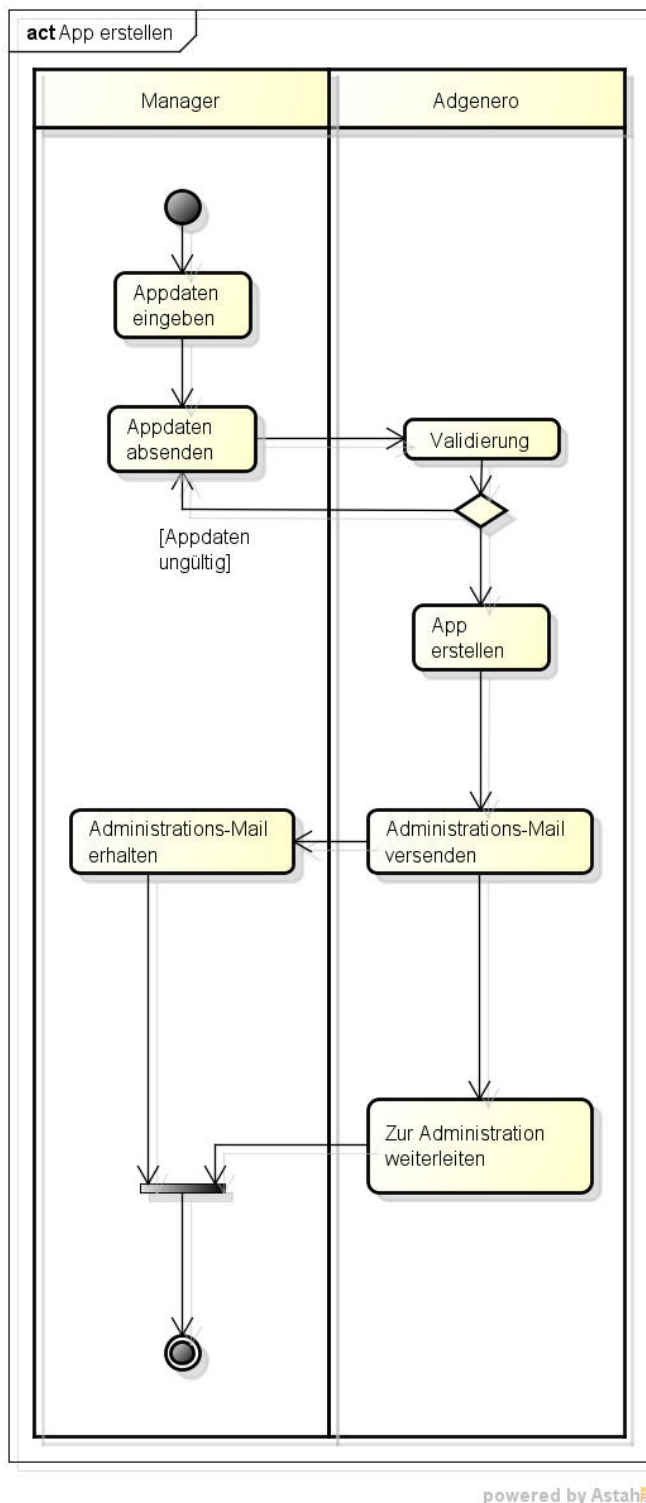 act App erstellen
Manager
Adgenero
Appdaten
eingeben
Appdaten
absenden
Validierung
[Appdaten
ungültig]
App
erstellen
Administrations-Mail
erhalten
Administrations-Mail
versenden
Zur Administration
weiterleiten
powered by Astah